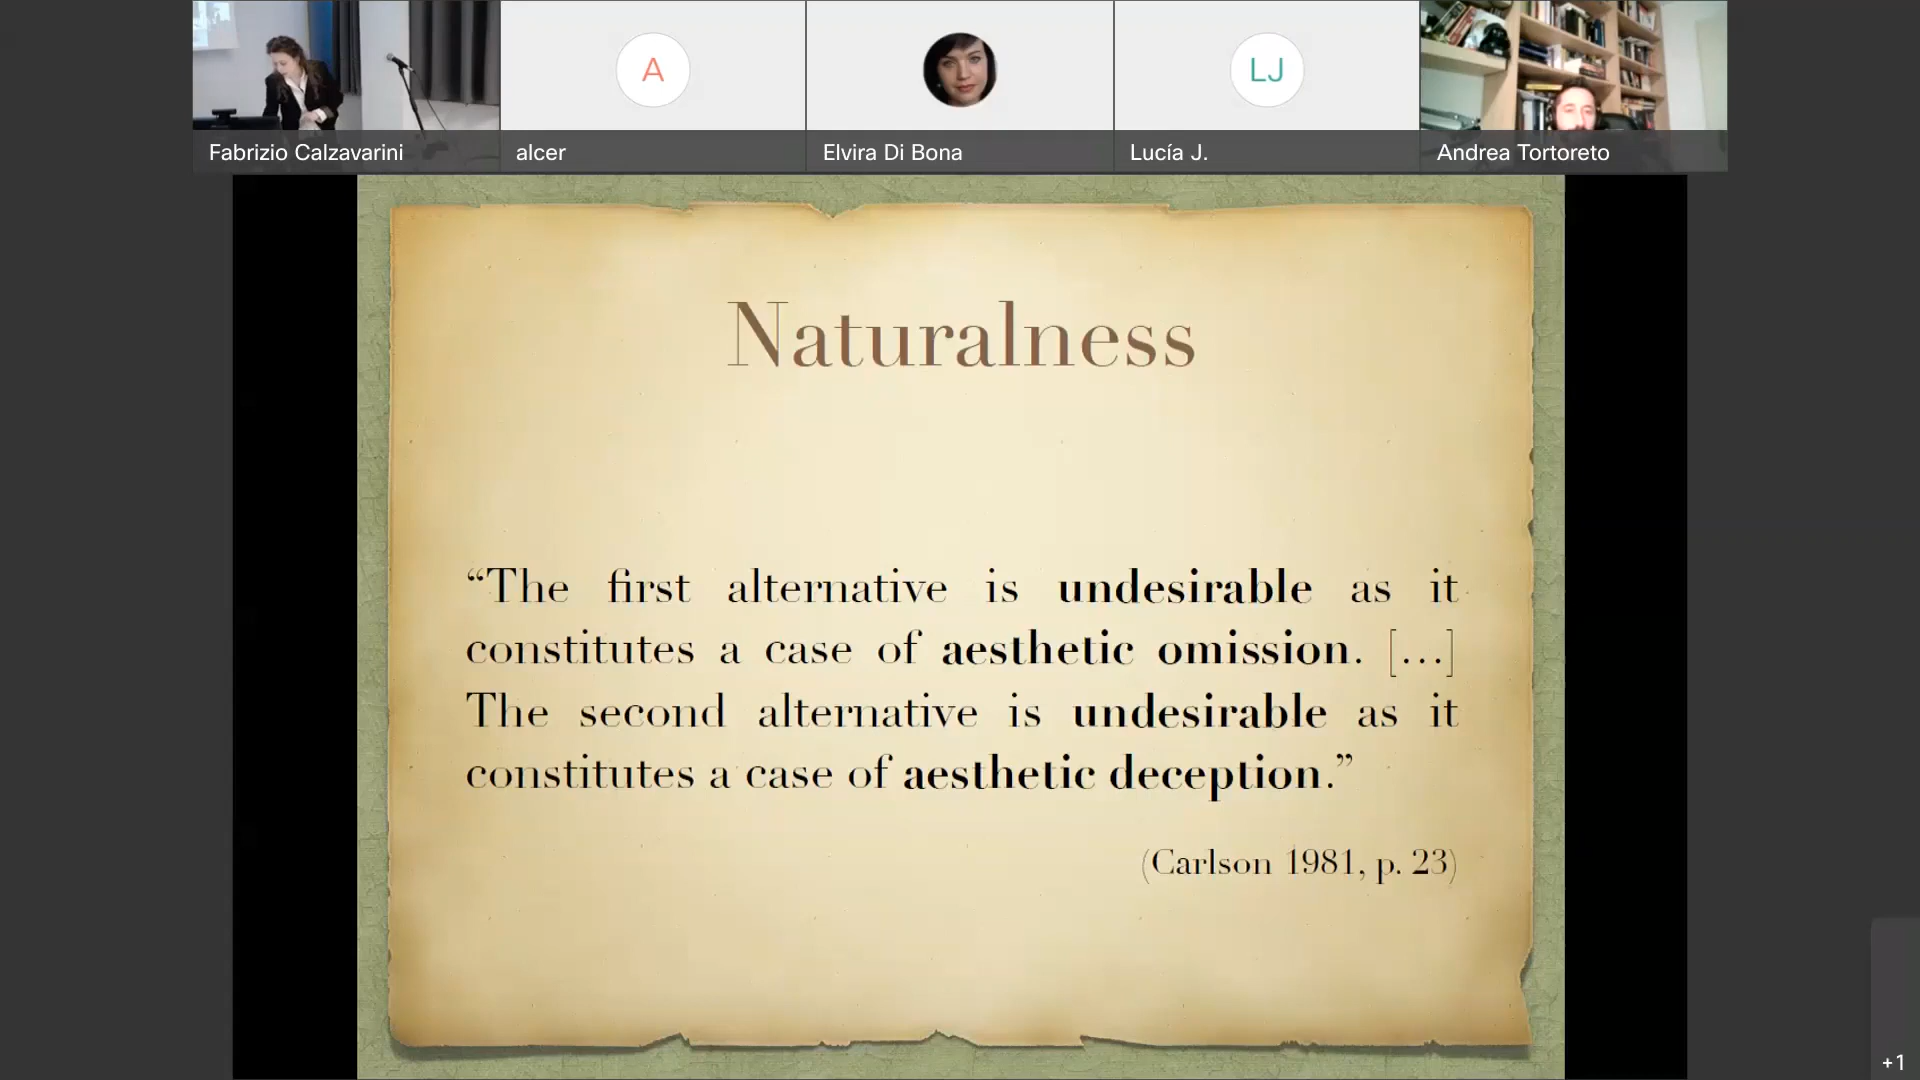 Fabrizio Calzavarini
A
alcer
Elvira Di Bona
LJ
Lucía J.
Andrea Tortoreto
Naturalness
“The first alternative is undesirable as it
constitutes a case of aesthetic omission. […]
The second alternative is undesirable as it
constitutes a case of aesthetic deception.”
(Carlson 1981, p. 23)
+1